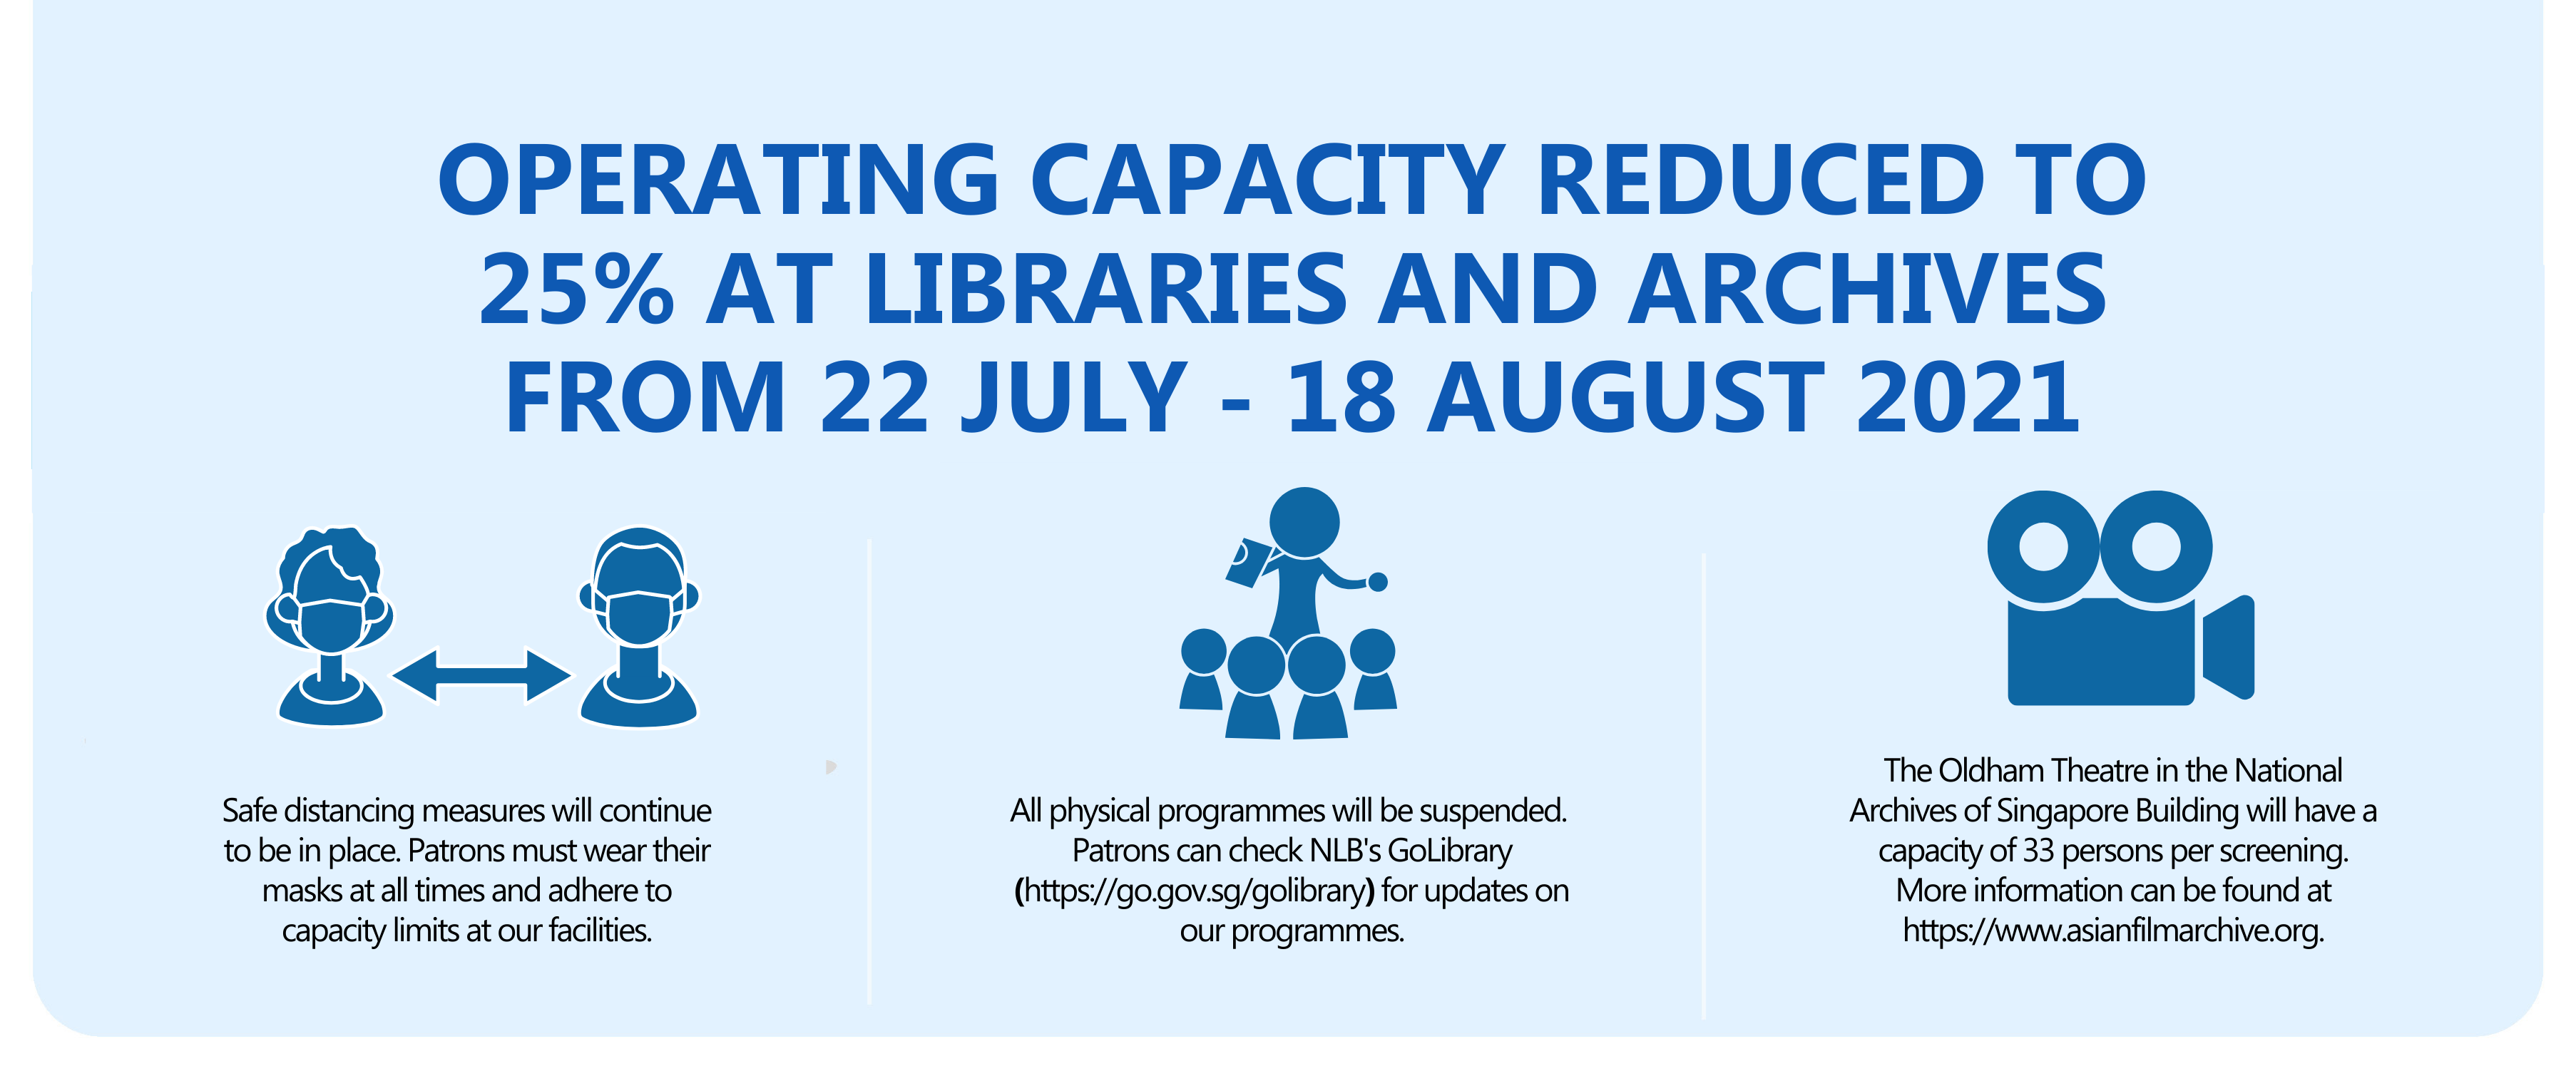 OPERATING CAPACITY REDUCED TO
25% AT LIBRARIES AND ARCHIVES
FROM 22 JULY - 18 AUGUST 2021
Safe distancing measures will continue
to be in place. Patrons must wear their
masks at all times and adhere to
capacity limits at our facilities.
All physical programmes will be suspended.
Patrons can check NLB's GoLibrary
(https://go.gov.sg/golibrary) for updates on
our programmes.
The Oldham Theatre in the National
Archives of Singapore Building will have a
capacity of 33 persons per screening.
More information can be found at
https://www.asianfilmarchive.org.